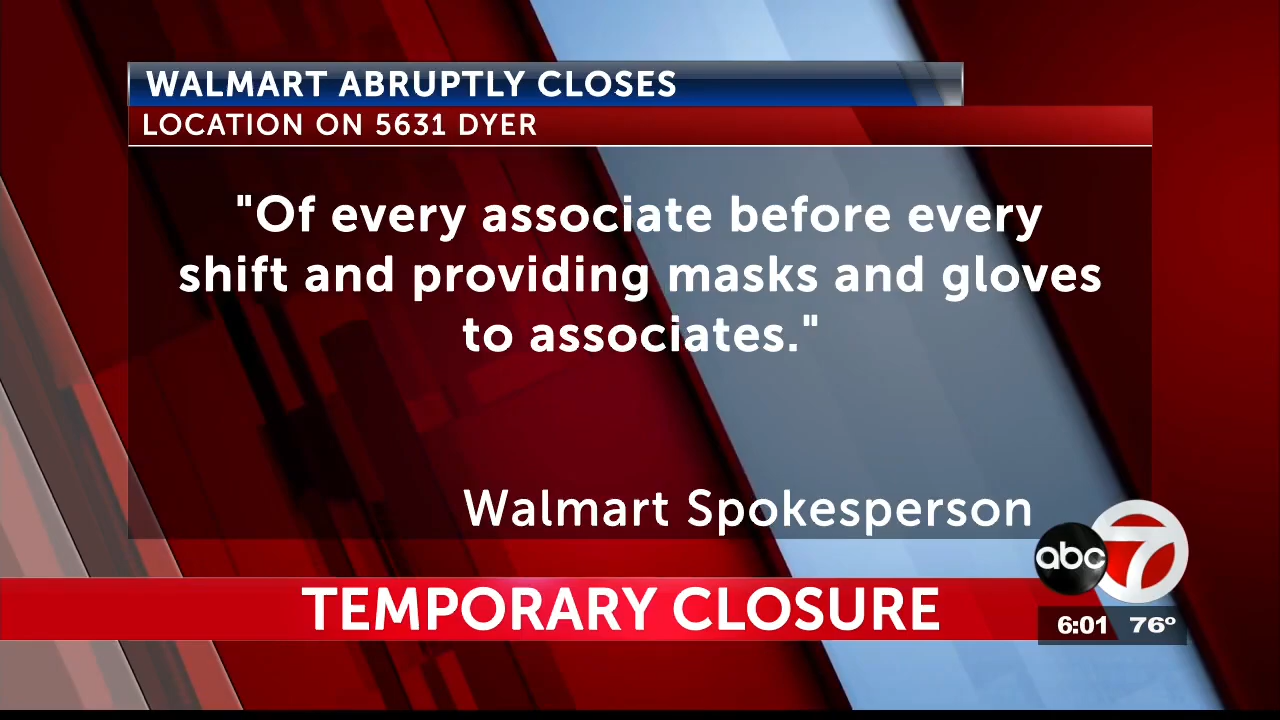 WALMART ABRUPTLY CLOSES
LOCATION ON 5631 DYER
"Of every associate before every
shift and providing masks and gloves
to associates."
Walmart Spokesperson
abc 7
TEMPORARY CLOSURE
6:01 76°